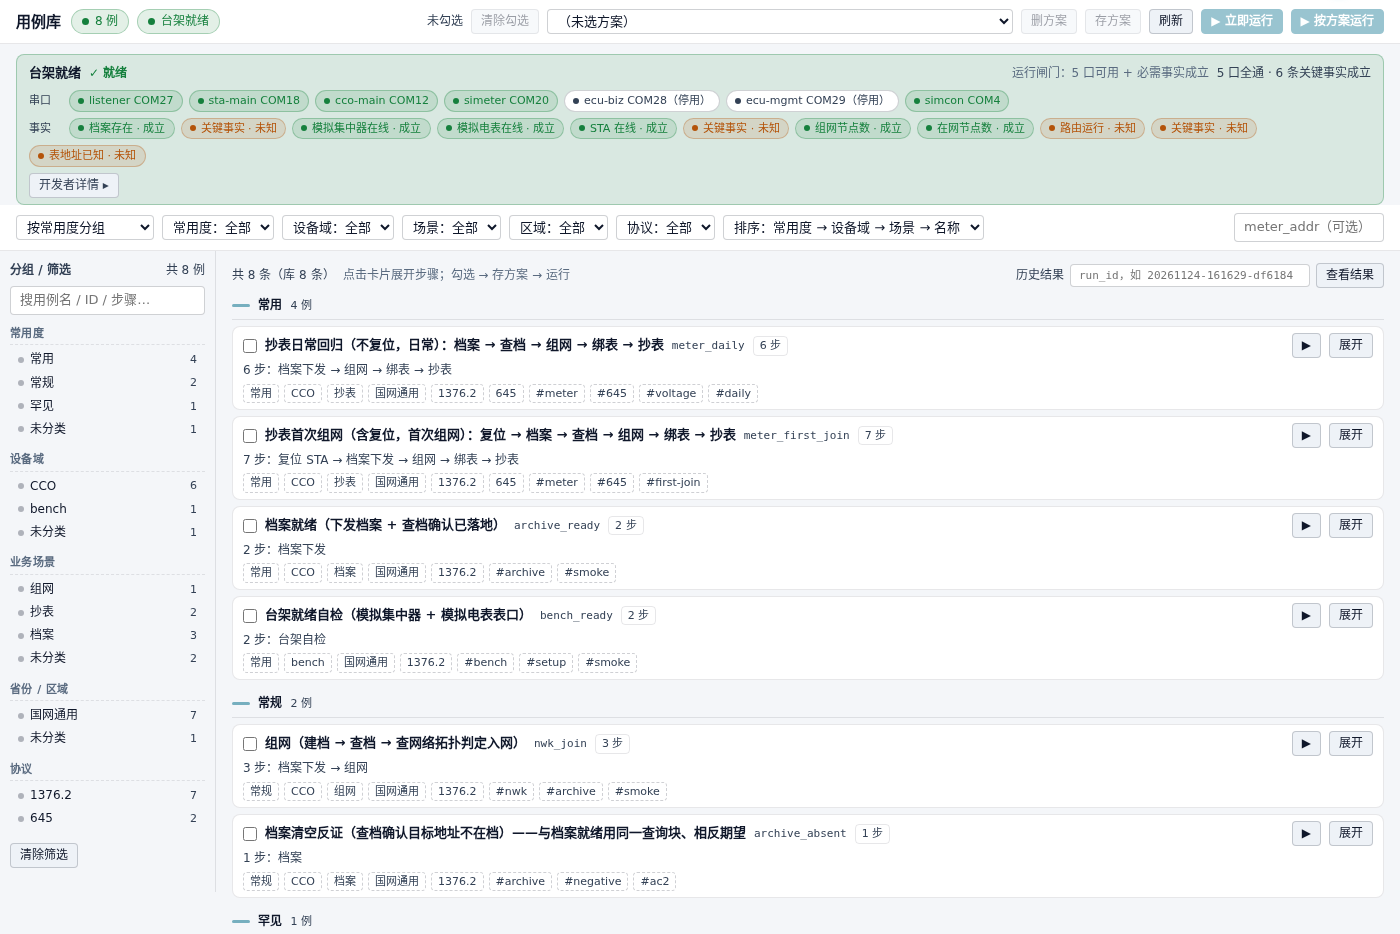 用例库 8 例 台架就绪 未勾选 清除勾选 （未选方案） 删方案 存方案 刷新 ▶ 立即运行 ▶ 按方案运行
台架就绪 ✓ 就绪 运行闸门：5 口可用 + 必需事实成立 5 口全通 · 6 条关键事实成立
串口 listener COM27 sta-main COM18 cco-main COM12 simeter COM20 ecu-biz COM28（停用） ecu-mgmt COM29（停用） simcon COM4
事实 档案存在 · 成立 关键事实 · 未知 模拟集中器在线 · 成立 模拟电表在线 · 成立 STA 在线 · 成立 关键事实 · 未知 组网节点数 · 成立 在网节点数 · 成立 路由运行 · 未知 关键事实 · 未知
表地址已知 · 未知
开发者详情 ▸
按常用度分组 常用度：全部 设备域：全部 场景：全部 区域：全部 协议：全部 排序：常用度 → 设备域 → 场景 → 名称 meter_addr（可选）
分组 / 筛选 共 8 例
搜用例名 / ID / 步骤…
常用度
常用 4
常规 2
罕见 1
未分类 1
设备域
CCO 6
bench 1
未分类 1
业务场景
组网 1
抄表 2
档案 3
未分类 2
省份 / 区域
国网通用 7
未分类 1
协议
1376.2 7
645 2
清除筛选
共 8 条（库 8 条） 点击卡片展开步骤；勾选 → 存方案 → 运行 历史结果 run_id，如 20261124-161629-df6184 查看结果
常用 4 例
抄表日常回归（不复位，日常）：档案 → 查档 → 组网 → 绑表 → 抄表 meter_daily 6 步 ▶ 展开
6 步：档案下发 → 组网 → 绑表 → 抄表
常用 CCO 抄表 国网通用 1376.2 645 #meter #645 #voltage #daily
抄表首次组网（含复位，首次组网）：复位 → 档案 → 查档 → 组网 → 绑表 → 抄表 meter_first_join 7 步 ▶ 展开
7 步：复位 STA → 档案下发 → 组网 → 绑表 → 抄表
常用 CCO 抄表 国网通用 1376.2 645 #meter #645 #first-join
档案就绪（下发档案 + 查档确认已落地） archive_ready 2 步 ▶ 展开
2 步：档案下发
常用 CCO 档案 国网通用 1376.2 #archive #smoke
台架就绪自检（模拟集中器 + 模拟电表表口） bench_ready 2 步 ▶ 展开
2 步：台架自检
常用 bench 国网通用 1376.2 #bench #setup #smoke
常规 2 例
组网（建档 → 查档 → 查网络拓扑判定入网） nwk_join 3 步 ▶ 展开
3 步：档案下发 → 组网
常规 CCO 组网 国网通用 1376.2 #nwk #archive #smoke
档案清空反证（查档确认目标地址不在档）——与档案就绪用同一查询块、相反期望 archive_absent 1 步 ▶ 展开
1 步：档案
常规 CCO 档案 国网通用 1376.2 #archive #negative #ac2
罕见 1 例